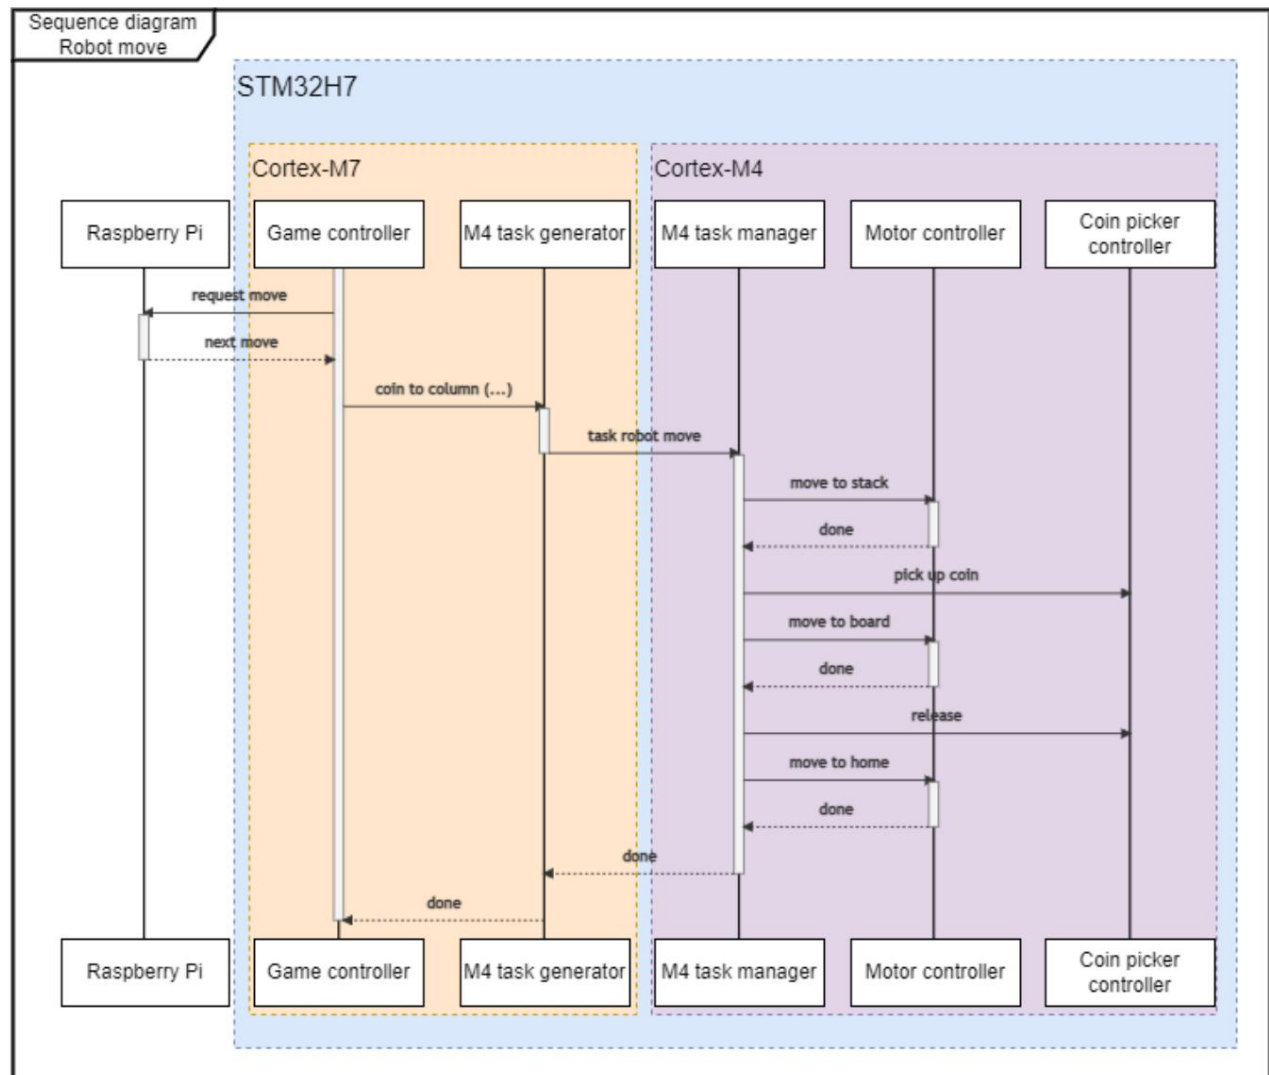 Sequence diagram
Robot move
STM32H7
Cortex-M7
Cortex-M4
Raspberry Pi
Game controller
M4 task generator
M4 task manager
Motor controller
Coin picker
controller
request move
next move
coin to column (...)
task robot move
move to stack
done
pick up coin
move to board
done
release
move to home
done
done
done
Raspberry Pi
Game controller
M4 task generator
M4 task manager
Motor controller
Coin picker
controller